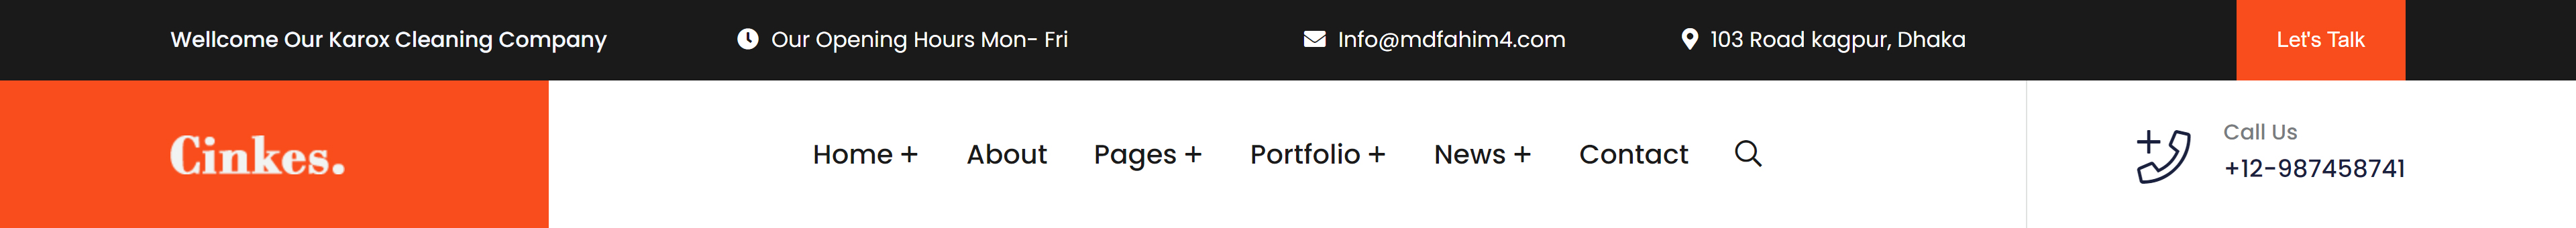 Wellcome Our Karox Cleaning Company
Our Opening Hours Mon- Fri
Info@mdfahim4.com
103 Road kagpur, Dhaka
Let's Talk
Cinkes.
Home +
About
Pages +
Portfolio +
News +
Contact
Call Us
+12-987458741